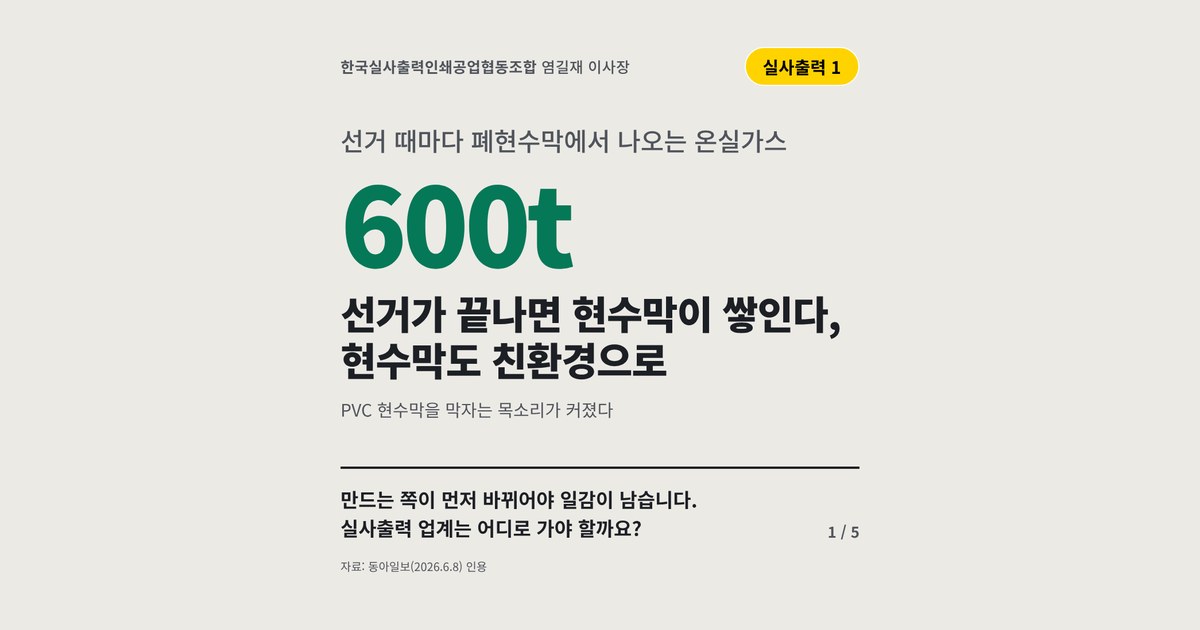 한국실사출력인쇄공업협동조합 염길재 이사장
실사출력 1
선거 때마다 폐현수막에서 나오는 온실가스
600t
선거가 끝나면 현수막이 쌓인다,
현수막도 친환경으로
PVC 현수막을 막자는 목소리가 커졌다
만드는 쪽이 먼저 바뀌어야 일감이 남습니다.
실사출력 업계는 어디로 가야 할까요?
1 / 5
자료: 동아일보(2026.6.8) 인용